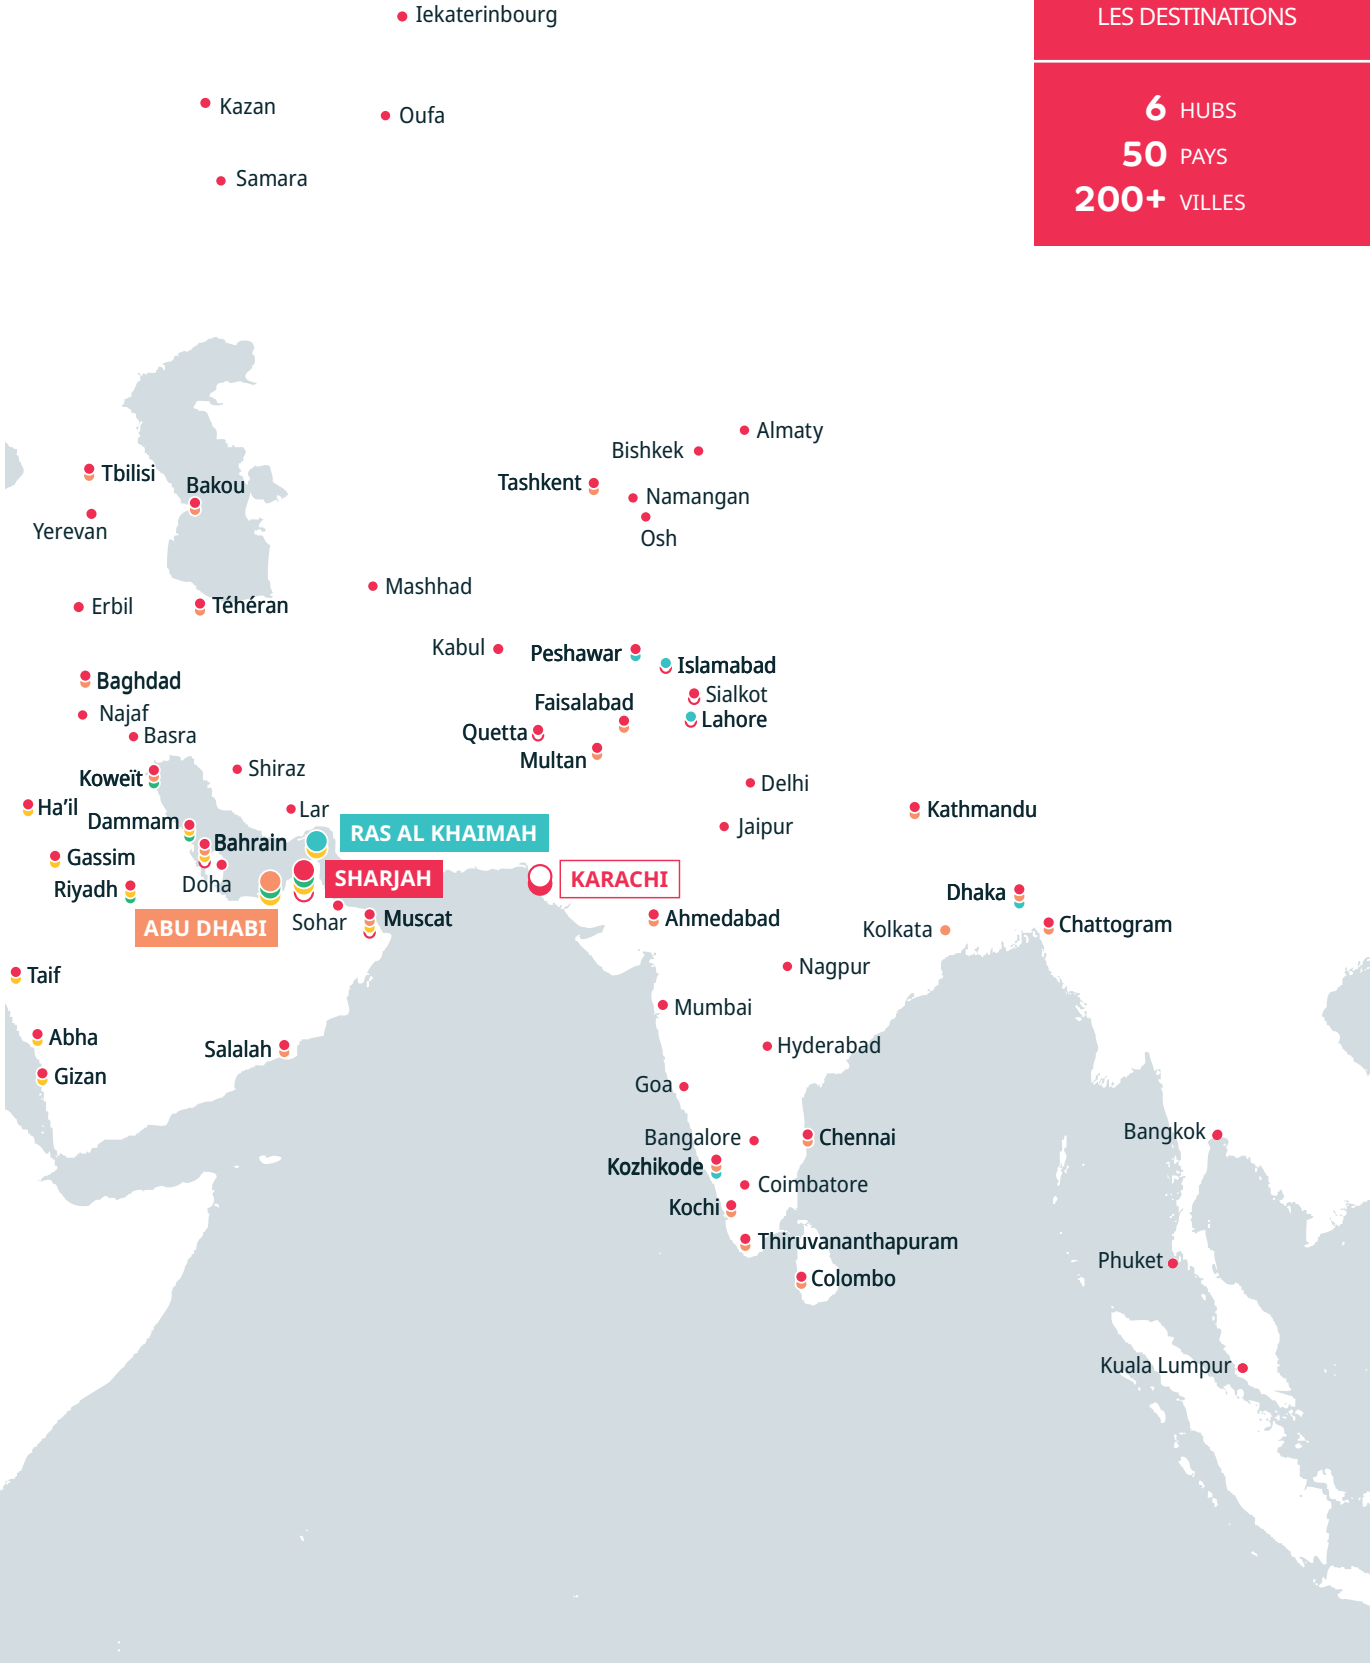 Iekaterinbourg
LES DESTINATIONS
Kazan
Oufa
6 HUBS
50 PAYS
200+ VILLES
Samara
Almaty
Bishkek
Tbilisi
Bakou
Tashkent
Namangan
Yerevan
Osh
Mashhad
Erbil
Téhéran
Kabul
Peshawar
Islamabad
Baghdad
Sialkot
Faisalabad
Najaf
Lahore
Basra
Quetta
Multan
Koweït
Shiraz
Delhi
Ha’il
Lar
Kathmandu
Dammam
Jaipur
RAS AL KHAIMAH
Bahrain
Gassim
SHARJAH
KARACHI
Doha
Riyadh
Dhaka
Sohar
Muscat
Ahmedabad
ABU DHABI
Kolkata
Chattogram
Nagpur
Taif
Mumbai
Abha
Salalah
Hyderabad
Gizan
Goa
Bangkok
Bangalore
Chennai
Kozhikode
Coimbatore
Kochi
Thiruvananthapuram
Phuket
Colombo
Kuala Lumpur